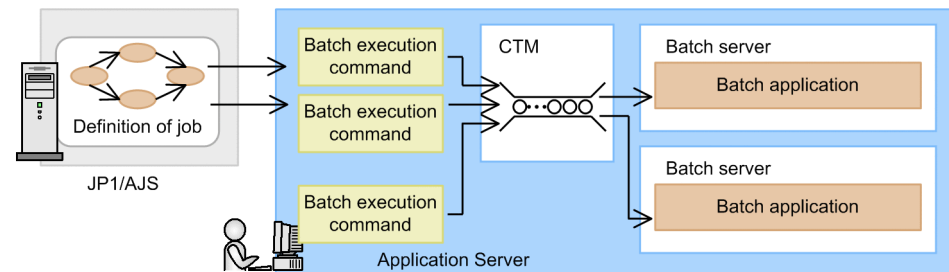 Definition of job
JP1/AJS
Batch execution
command
Batch execution
command
Batch execution
command
CTM
Batch server
Batch application
Batch server
Batch application
Application Server